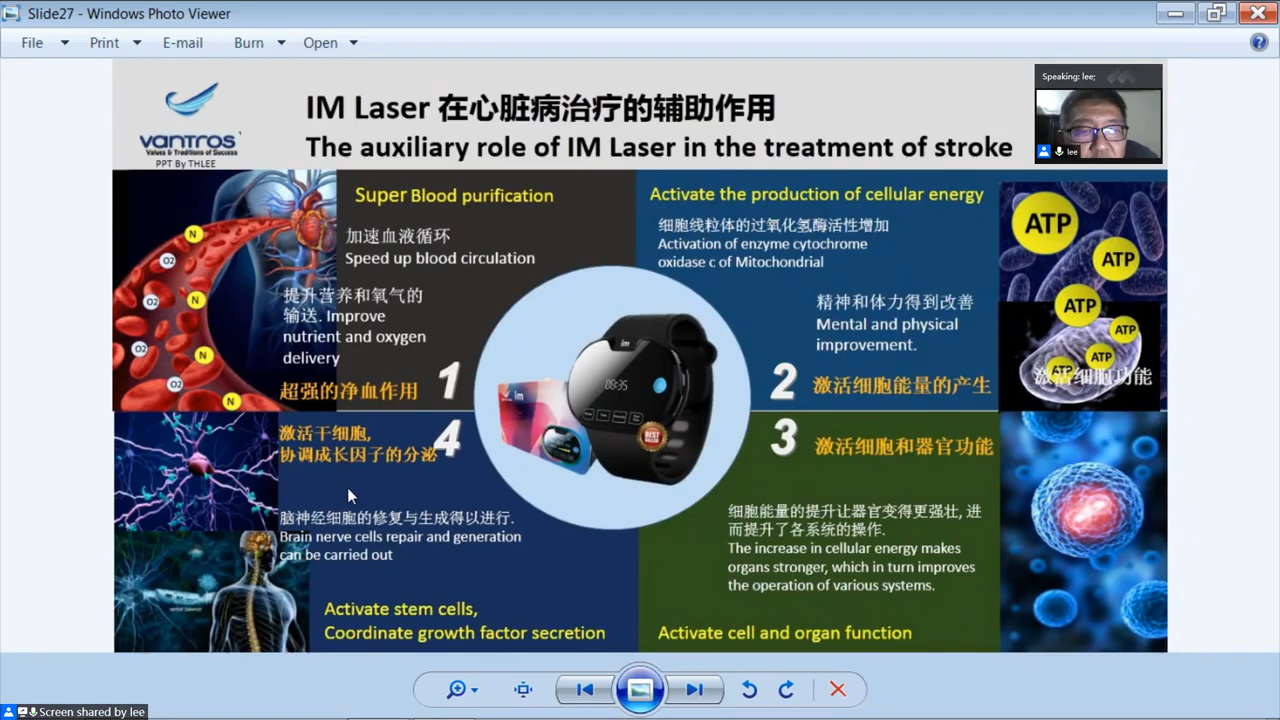 Slide27 - Windows Photo Viewer
File
Print
E-mail
Burn
Open
Speaking: lee;
lee
vantros
Values & Traditions of Success
PPT By THLEE
IM Laser 在心脏病治疗的辅助作用
The auxiliary role of IM Laser in the treatment of stroke
Super Blood purification
加速血液循环
Speed up blood circulation
提升营养和氧气的
输送. Improve
nutrient and oxygen
delivery
超强的净血作用
1
N
O2
N
O2
N
O2
N
O2
N
Activate the production of cellular energy
细胞线粒体的过氧化氢酶活性增加
Activation of enzyme cytochrome
oxidase c of Mitochondrial
精神和体力得到改善
Mental and physical
improvement.
2
激活细胞能量的产生
ATP
ATP
ATP
ATP
ATP
ATP
激活细胞功能
im
im
08:35
BEST
SELLER
激活干细胞,
协调成长因子的分泌
4
脑神经细胞的修复与生成得以进行.
Brain nerve cells repair and generation
can be carried out
Activate stem cells,
Coordinate growth factor secretion
3
激活细胞和器官功能
细胞能量的提升让器官变得更强壮, 进
而提升了各系统的操作.
The increase in cellular energy makes
organs stronger, which in turn improves
the operation of various systems.
Activate cell and organ function
Screen shared by lee